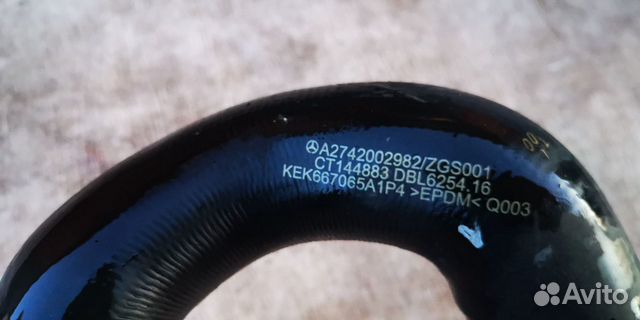 A2742002982/ZGS001
CT144883 DBL6254.16
KEK667065A1P4 >EPDM< Q003
Avito